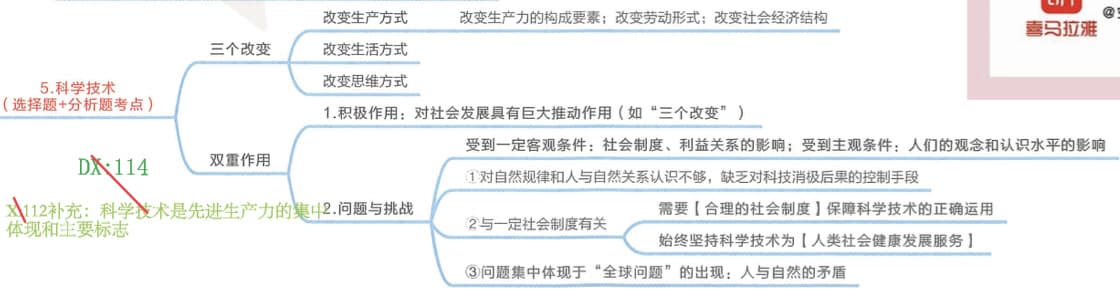 改变生产方式 改变生产力的构成要素；改变劳动形式；改变社会经济结构
三个改变
改变生活方式
改变思维方式
5.科学技术
（选择题+分析题考点）
1.积极作用：对社会发展具有巨大推动作用（如“三个改变”）
双重作用
受到一定客观条件：社会制度、利益关系的影响；受到主观条件：人们的观念和认识水平的影响
①对自然规律和人与自然关系认识不够，缺乏对科技消极后果的控制手段
2.问题与挑战
②与一定社会制度有关
需要【合理的社会制度】保障科学技术的正确运用
始终坚持科学技术为【人类社会健康发展服务】
③问题集中体现于“全球问题”的出现：人与自然的矛盾
DX:114
X:112补充：科学技术是先进生产力的集中
体现和主要标志
喜马拉雅